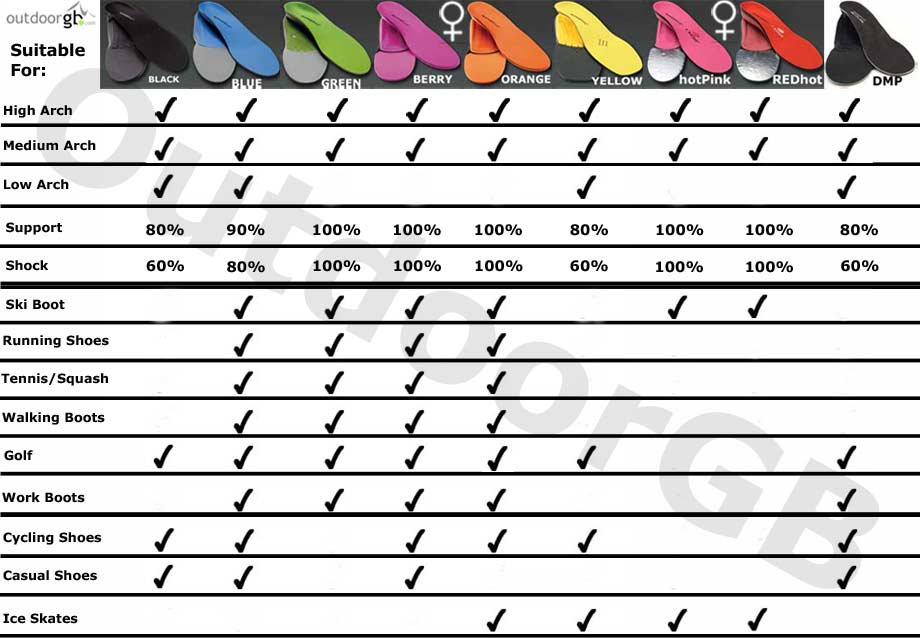 outdoorgb.com
Suitable
For:
BLACK BLUE GREEN BERRY ORANGE YELLOW hotPink REDhot DMP
High Arch ✓ ✓ ✓ ✓ ✓ ✓ ✓ ✓ ✓
Medium Arch ✓ ✓ ✓ ✓ ✓ ✓ ✓ ✓ ✓
Low Arch ✓ ✓ ✓ ✓
Support 80% 90% 100% 100% 100% 80% 100% 100% 80%
Shock 60% 80% 100% 100% 100% 60% 100% 100% 60%
Ski Boot ✓ ✓ ✓ ✓ ✓ ✓
Running Shoes ✓ ✓ ✓ ✓
Tennis/Squash ✓ ✓ ✓ ✓
Walking Boots ✓ ✓ ✓ ✓
Golf ✓ ✓ ✓ ✓ ✓ ✓ ✓
Work Boots ✓ ✓ ✓ ✓ ✓
Cycling Shoes ✓ ✓ ✓ ✓ ✓ ✓
Casual Shoes ✓ ✓ ✓ ✓
Ice Skates ✓ ✓ ✓ ✓
OutdoorGB